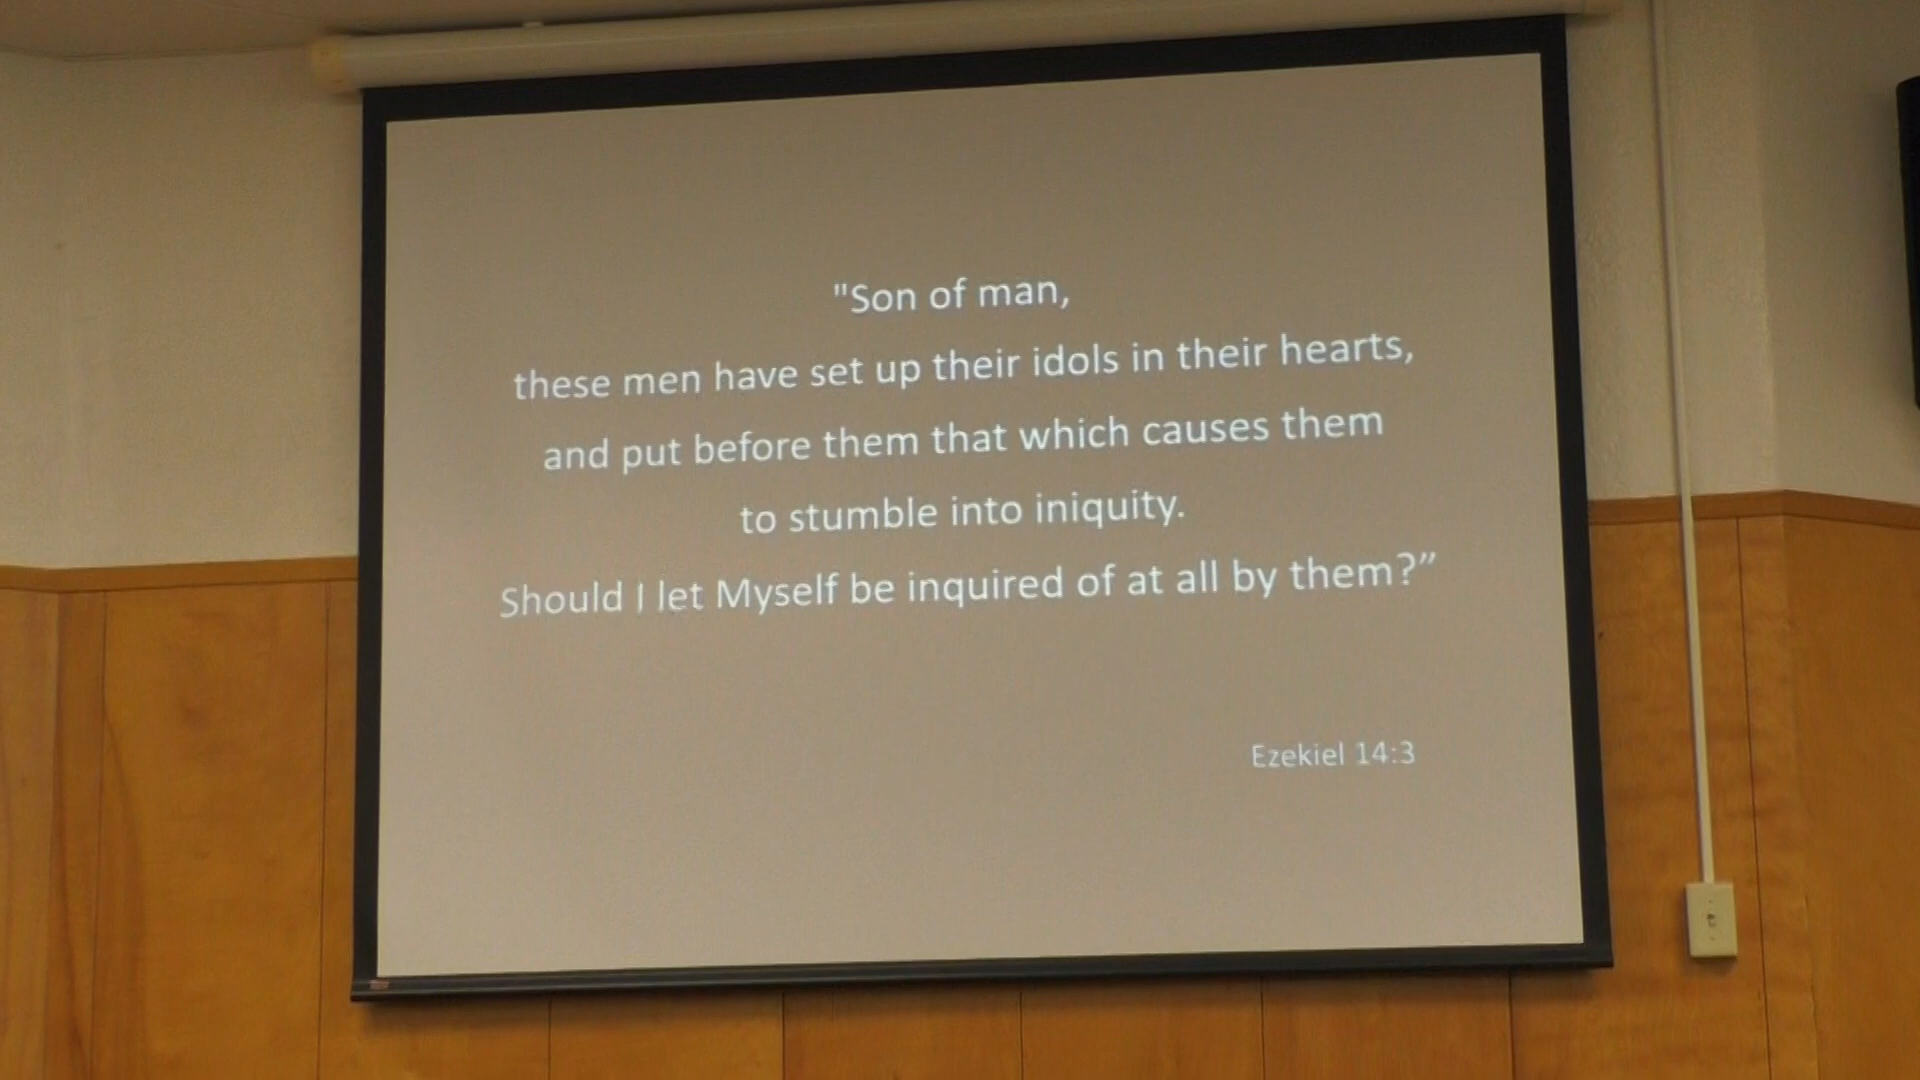 "Son of man,
these men have set up their idols in their hearts,
and put before them that which causes them
to stumble into iniquity.
Should I let Myself be inquired of at all by them?”
Ezekiel 14:3